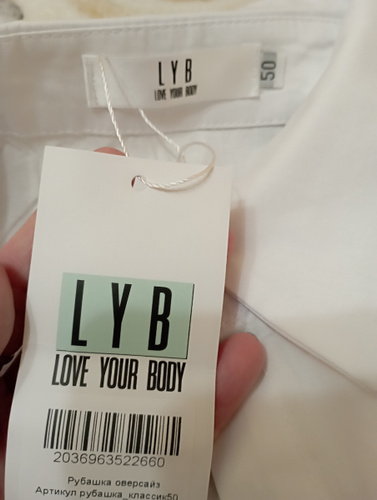 LYB
LOVE YOUR BODY
50
LYB
LOVE YOUR BODY
2036963522660
Рубашка оверсайз
Артикул рубашка_классик50